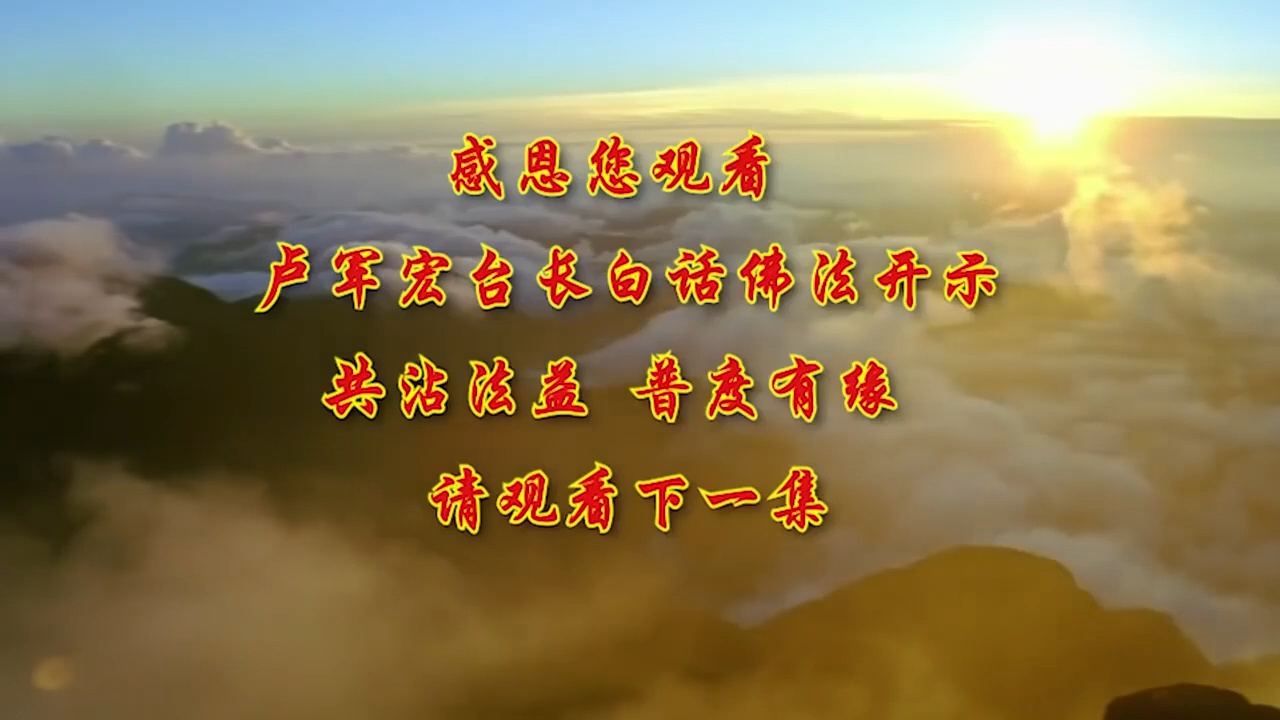 感恩您观看
卢军宏台长白话佛法开示
共沾法益 普度有缘
请观看下一集